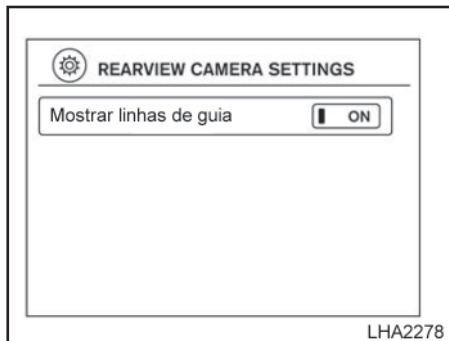 REARVIEW CAMERA SETTINGS
Mostrar linhas de guia
ON
LHA2278